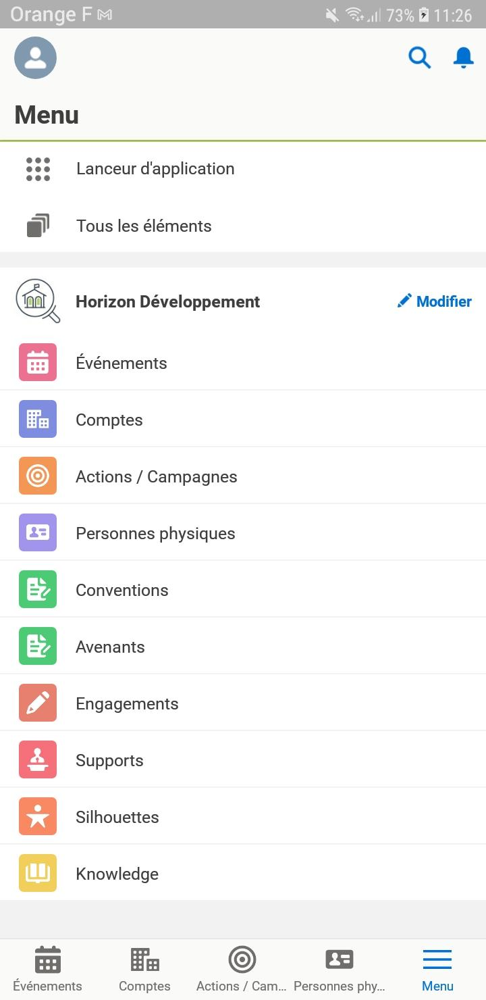 Orange F 73% 11:26
Menu
Lanceur d'application
Tous les éléments
Horizon Développement Modifier
Événements
Comptes
Actions / Campagnes
Personnes physiques
Conventions
Avenants
Engagements
Supports
Silhouettes
Knowledge
Événements Comptes Actions / Cam... Personnes phy... Menu